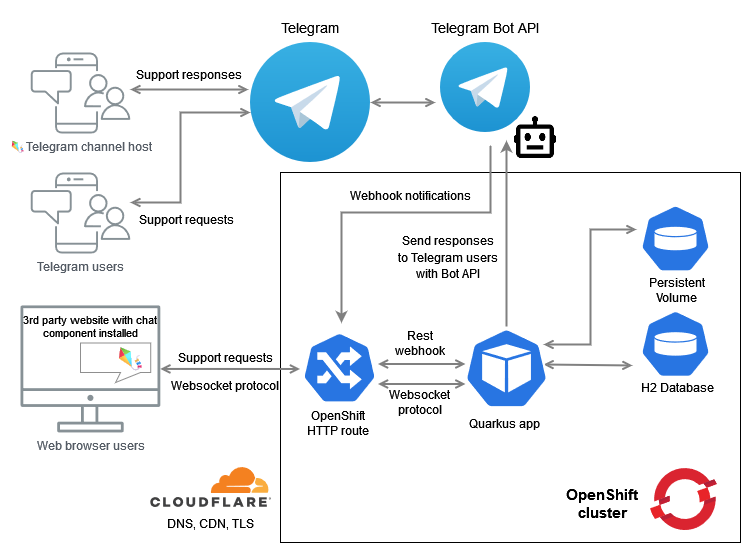 Telegram
Telegram Bot API
Support responses
Telegram channel host
Support requests
Telegram users
Webhook notifications
Send responses
to Telegram users
with Bot API
Persistent
Volume
3rd party website with chat
component installed
Support requests
Websocket protocol
Web browser users
Rest
webhook
Websocket
protocol
OpenShift
HTTP route
Quarkus app
H2 Database
CLOUDFLARE
DNS, CDN, TLS
OpenShift
cluster